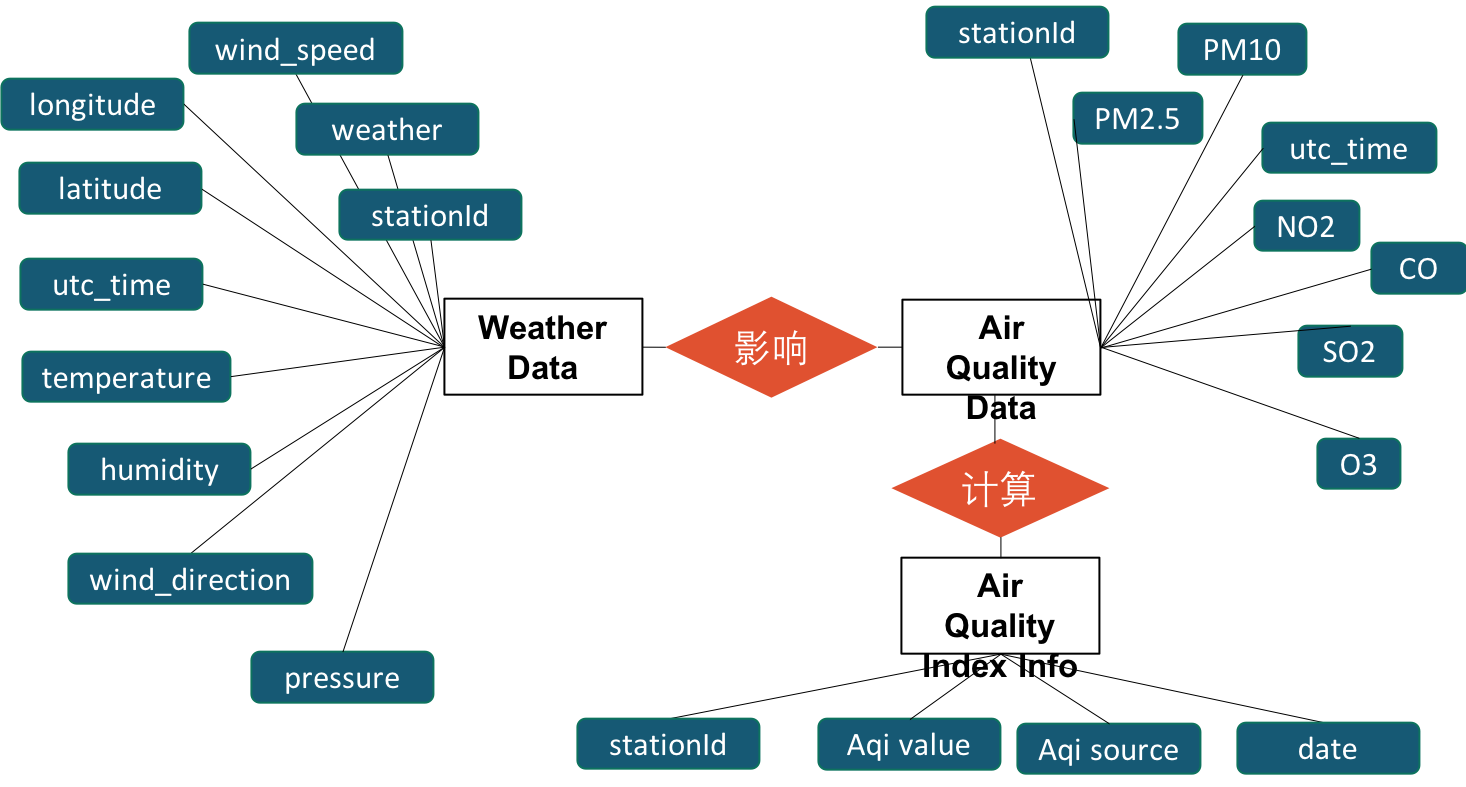 wind_speed
longitude
weather
latitude
stationId
utc_time
temperature
humidity
wind_direction
pressure
Weather
Data
影响
stationId
PM10
PM2.5
utc_time
NO2
CO
SO2
O3
Air
Quality
Data
计算
Air
Quality
Index Info
stationId
Aqi value
Aqi source
date